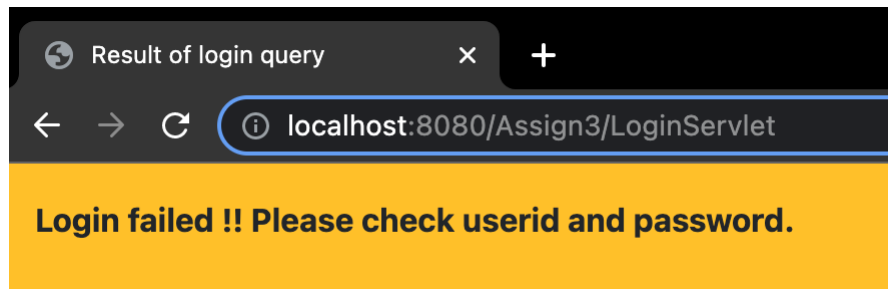 Result of login query
localhost:8080/Assign3/LoginServlet
Login failed !! Please check userid and password.